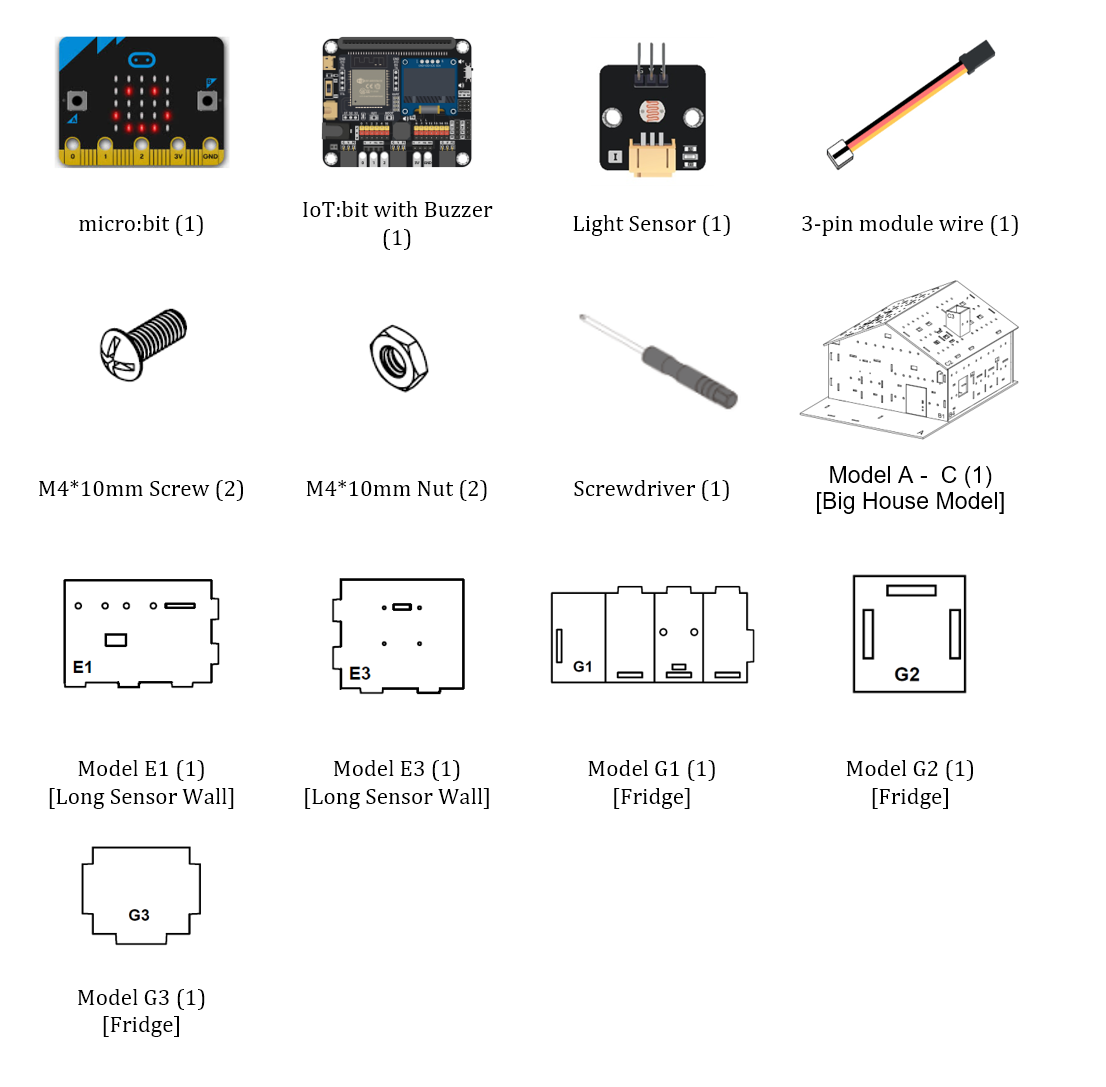 0 1 2 3V GND
micro:bit (1)
IoT:bit with Buzzer
(1)
Light Sensor (1)
3-pin module wire (1)
M4*10mm Screw (2)
M4*10mm Nut (2)
Screwdriver (1)
A
B1
Model A - C (1)
[Big House Model]
E1
E3
G1
G2
Model E1 (1)
[Long Sensor Wall]
Model E3 (1)
[Long Sensor Wall]
Model G1 (1)
[Fridge]
Model G2 (1)
[Fridge]
G3
Model G3 (1)
[Fridge]